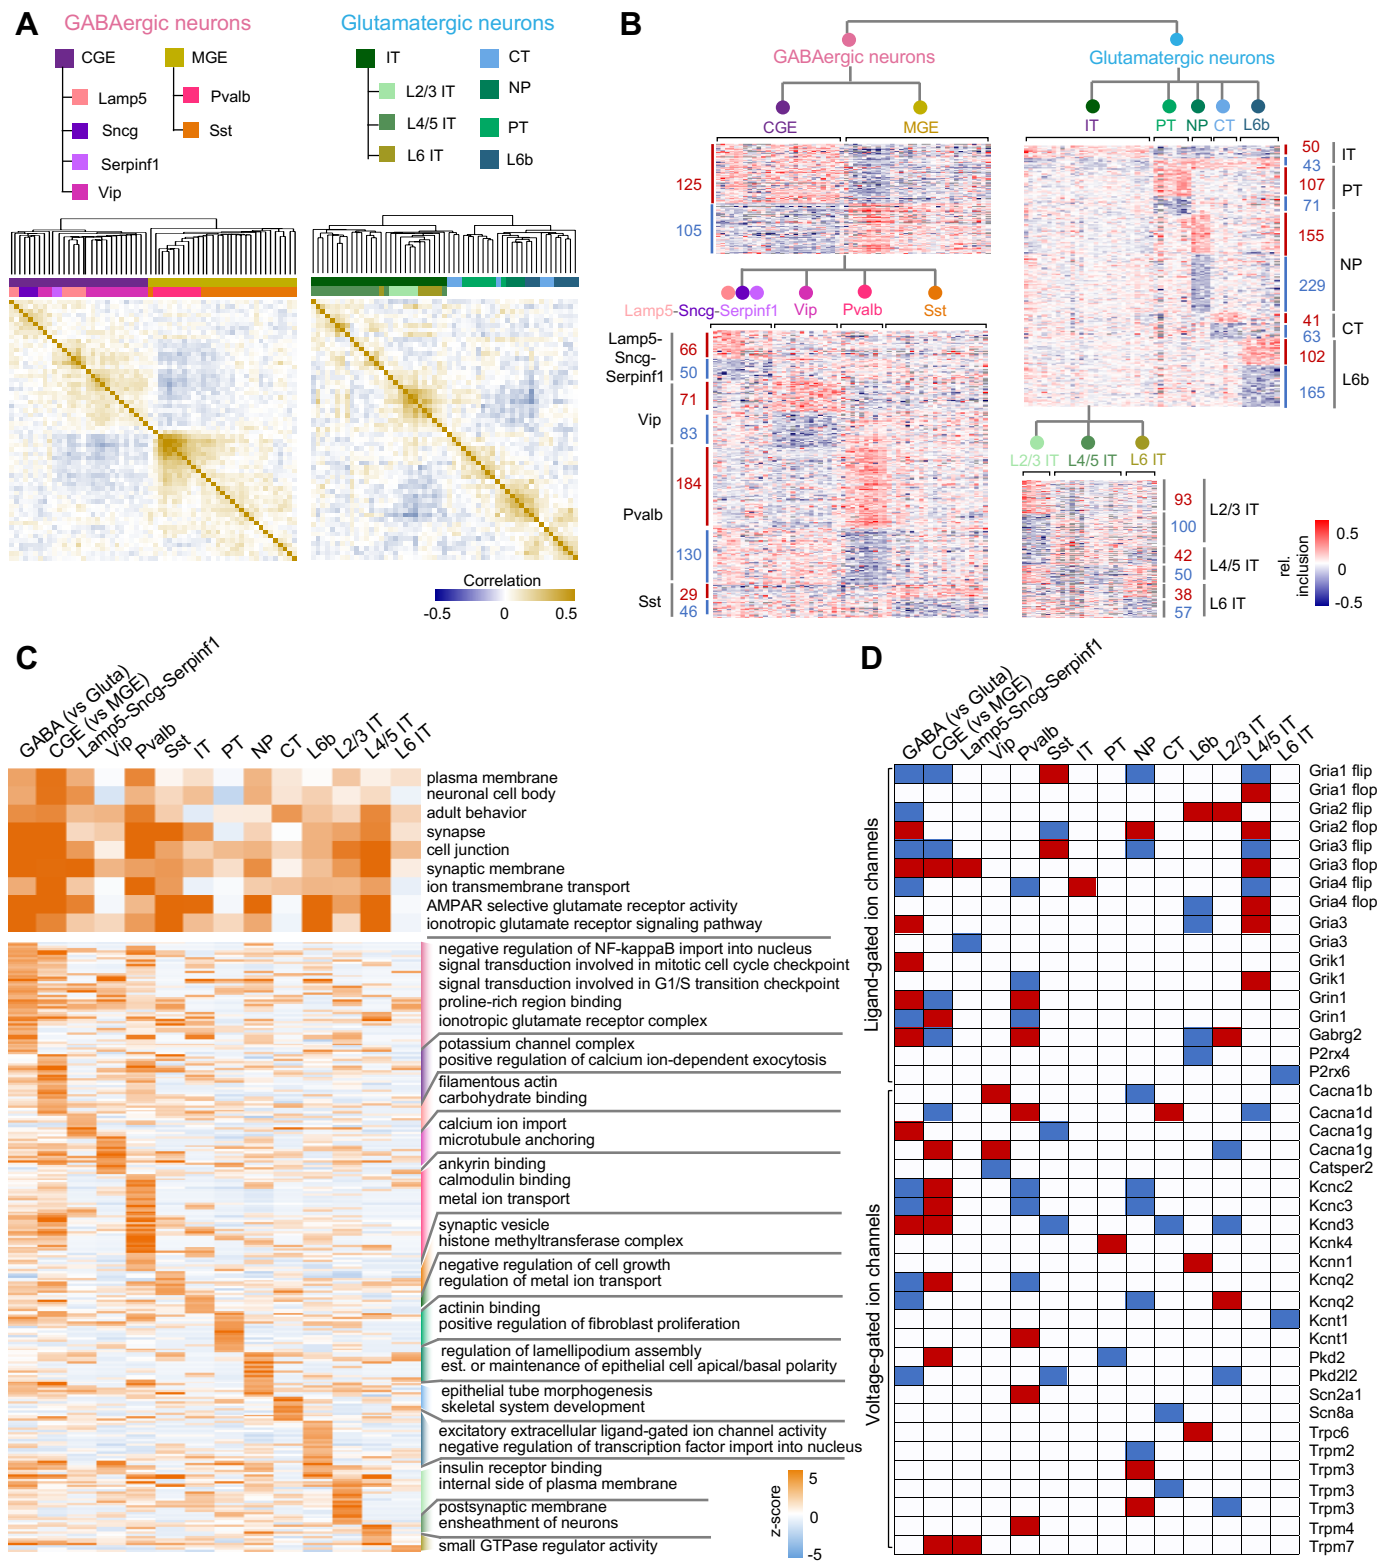 A
GABAergic neurons
Glutamatergic neurons
CGE
MGE
Lamp5
Pvalb
Sncg
Sst
Serpinf1
Vip
IT
CT
L2/3 IT
NP
L4/5 IT
PT
L6 IT
L6b
Correlation
-0.5
0
0.5
B
GABAergic neurons
Glutamatergic neurons
CGE
MGE
IT
PT
NP
CT
L6b
125
105
50
43
IT
107
71
PT
155
229
NP
41
63
CT
102
165
L6b
Lamp5-Sncg-Serpinf1
Vip
Pvalb
Sst
Lamp5-
Sncg-
Serpinf1
66
50
Vip
71
83
Pvalb
184
130
Sst
29
46
L2/3 IT
L4/5 IT
L6 IT
93
100
L2/3 IT
42
50
L4/5 IT
38
57
L6 IT
rel.
inclusion
0.5
0
-0.5
C
GABA (vs Gluta)
CGE (vs MGE)
Lamp5-Sncg-Serpinf1
Vip
Pvalb
Sst
IT
PT
NP
CT
L6b
L2/3 IT
L4/5 IT
L6 IT
plasma membrane
neuronal cell body
adult behavior
synapse
cell junction
synaptic membrane
ion transmembrane transport
AMPAR selective glutamate receptor activity
ionotropic glutamate receptor signaling pathway
negative regulation of NF-kappaB import into nucleus
signal transduction involved in mitotic cell cycle checkpoint
signal transduction involved in G1/S transition checkpoint
proline-rich region binding
ionotropic glutamate receptor complex
potassium channel complex
positive regulation of calcium ion-dependent exocytosis
filamentous actin
carbohydrate binding
calcium ion import
microtubule anchoring
ankyrin binding
calmodulin binding
metal ion transport
synaptic vesicle
histone methyltransferase complex
negative regulation of cell growth
regulation of metal ion transport
actinin binding
positive regulation of fibroblast proliferation
regulation of lamellipodium assembly
est. or maintenance of epithelial cell apical/basal polarity
epithelial tube morphogenesis
skeletal system development
excitatory extracellular ligand-gated ion channel activity
negative regulation of transcription factor import into nucleus
insulin receptor binding
internal side of plasma membrane
postsynaptic membrane
ensheathment of neurons
small GTPase regulator activity
z-score
5
0
-5
D
GABA (vs Gluta)
CGE (vs MGE)
Lamp5-Sncg-Serpinf1
Vip
Pvalb
Sst
IT
PT
NP
CT
L6b
L2/3 IT
L4/5 IT
L6 IT
Ligand-gated ion channels
Gria1 flip
Gria1 flop
Gria2 flip
Gria2 flop
Gria3 flip
Gria3 flop
Gria4 flip
Gria4 flop
Gria3
Gria3
Grik1
Grik1
Grin1
Grin1
Gabrg2
P2rx4
P2rx6
Voltage-gated ion channels
Cacna1b
Cacna1d
Cacna1g
Cacna1g
Catsper2
Kcnc2
Kcnc3
Kcnd3
Kcnk4
Kcnn1
Kcnq2
Kcnq2
Kcnt1
Kcnt1
Pkd2
Pkd2l2
Scn2a1
Scn8a
Trpc6
Trpm2
Trpm3
Trpm3
Trpm3
Trpm4
Trpm7